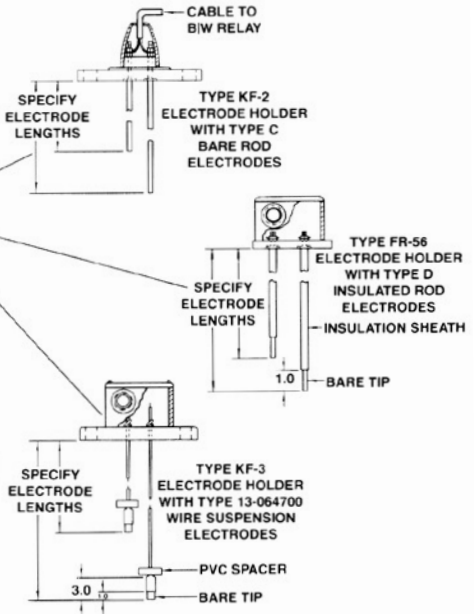 CABLE TO
B|W RELAY
SPECIFY
ELECTRODE
LENGTHS
TYPE KF-2
ELECTRODE HOLDER
WITH TYPE C
BARE ROD
ELECTRODES
TYPE FR-56
ELECTRODE HOLDER
WITH TYPE D
INSULATED ROD
ELECTRODES
SPECIFY
ELECTRODE
LENGTHS
INSULATION SHEATH
1.0
BARE TIP
SPECIFY
ELECTRODE
LENGTHS
TYPE KF-3
ELECTRODE HOLDER
WITH TYPE 13-064700
WIRE SUSPENSION
ELECTRODES
PVC SPACER
3.0
BARE TIP